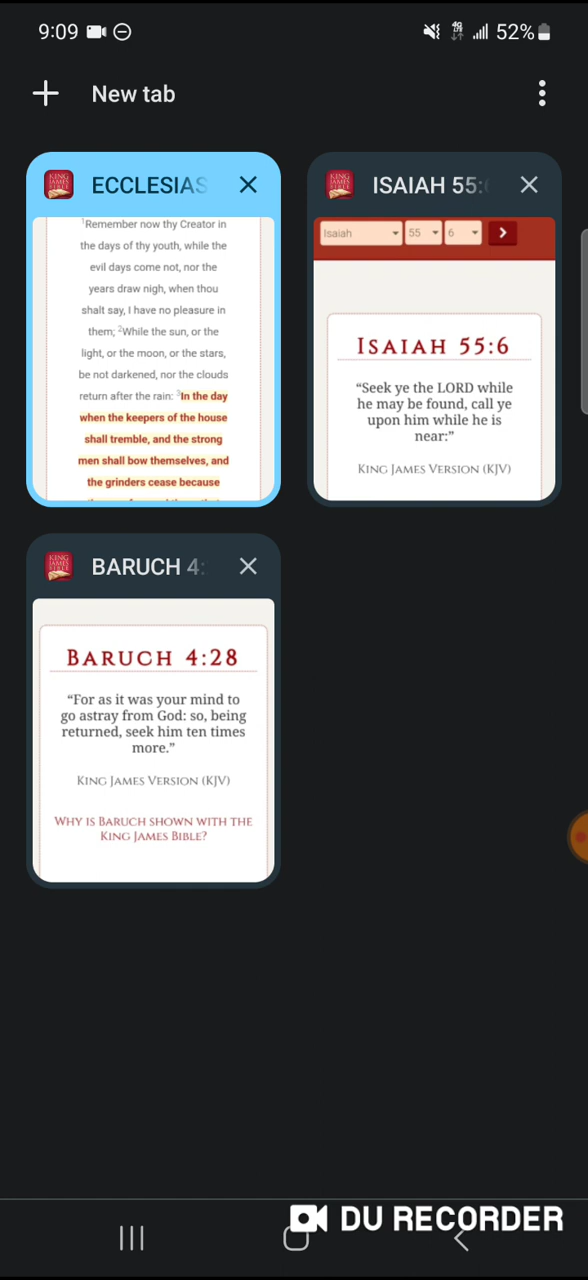 9:09
4G
52%
New tab
ECCLESIAS
1Remember now thy Creator in
the days of thy youth, while the
evil days come not, nor the
years draw nigh, when thou
shalt say, I have no pleasure in
them; 2While the sun, or the
light, or the moon, or the stars,
be not darkened, nor the clouds
return after the rain: 3In the day
when the keepers of the house
shall tremble, and the strong
men shall bow themselves, and
the grinders cease because
ISAIAH 55:6
Isaiah 55 6
ISAIAH 55:6
“Seek ye the LORD while
he may be found, call ye
upon him while he is
near:”
KING JAMES VERSION (KJV)
BARUCH 4:
BARUCH 4:28
“For as it was your mind to
go astray from God: so, being
returned, seek him ten times
more.”
KING JAMES VERSION (KJV)
WHY IS BARUCH SHOWN WITH THE
KING JAMES BIBLE?
DU RECORDER